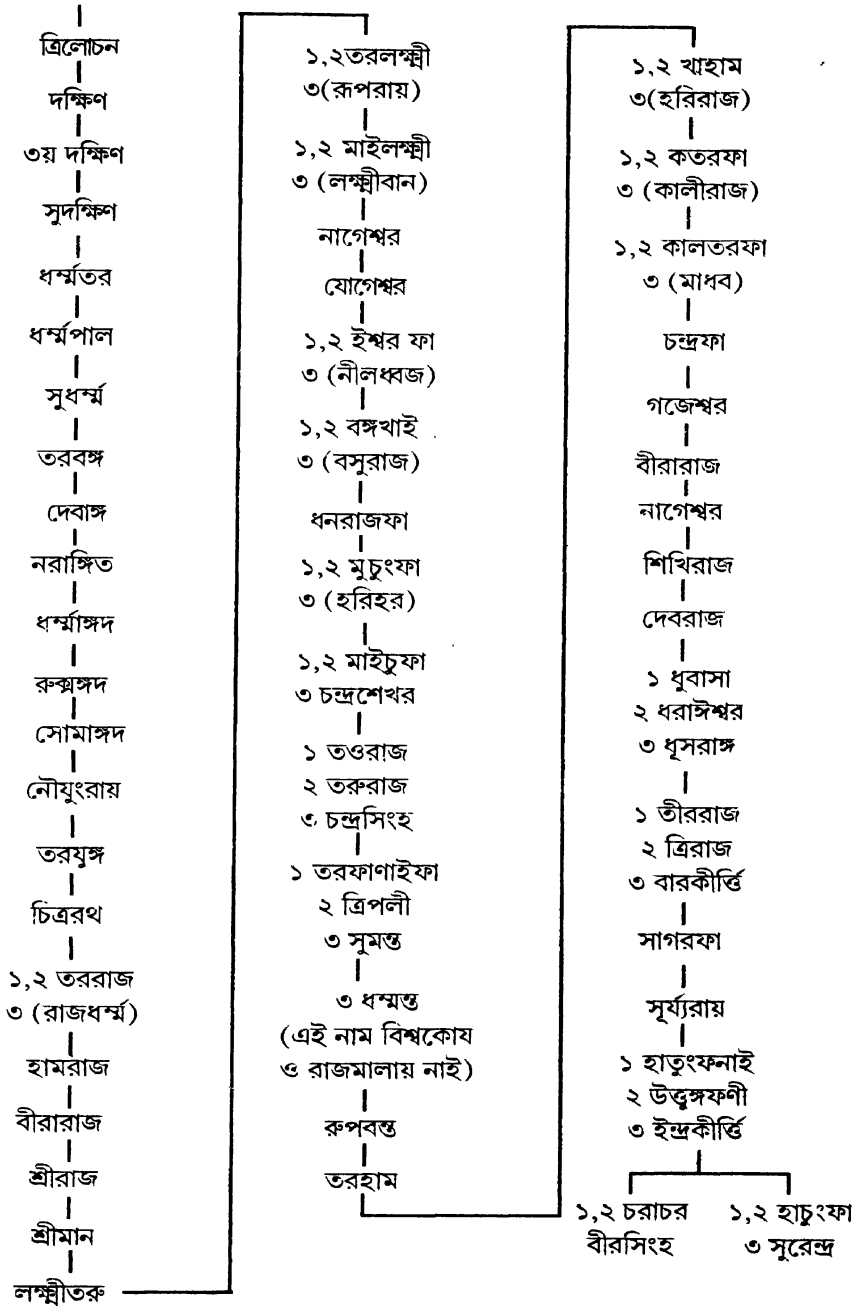 ত্রিলোচন
দক্ষিণ
৩য় দক্ষিণ
সুদক্ষিণ
ধর্ম্মতর
ধর্ম্মপাল
সুধর্ম্ম
তরবঙ্গ
দেবাঙ্গ
নরাঙ্গিত
ধর্ম্মাঙ্গদ
রুক্মঙ্গদ
সোমাঙ্গদ
নৌযুংরায়
তরযুঙ্গ
চিত্ররথ
১,২ তররাজ
৩ (রাজধর্ম্ম)
হামরাজ
বীরারাজ
শ্রীরাজ
শ্রীমান
লক্ষ্মীতরু
১,২তরলক্ষ্মী
৩(রূপরায়)
১,২ মাইলক্ষ্মী
৩ (লক্ষ্মীবান)
নাগেশ্বর
যোগেশ্বর
১,২ ইশ্বর ফা
৩ (নীলধ্বজ)
১,২ বঙ্গখাই
৩ (বসুরাজ)
ধনরাজফা
১,২ মুচুংফা
৩ (হরিহর)
১,২ মাইচুফা
৩ চন্দ্রশেখর
১ তওরাজ
২ তরুরাজ
৩ চন্দ্রসিংহ
১ তরফাণাইফা
২ ত্রিপলী
৩ সুমন্ত
৩ ধম্মন্ত
(এই নাম বিশ্বকোয
ও রাজমালায় নাই)
রুপবন্ত
তরহাম
১,২ খাহাম
৩(হরিরাজ)
১,২ কতরফা
৩ (কালীরাজ)
১,২ কালতরফা
৩ (মাধব)
চন্দ্রফা
গজেশ্বর
বীরারাজ
নাগেশ্বর
শিখিরাজ
দেবরাজ
১ ধুবাসা
২ ধরাঈশ্বর
৩ ধূসরাঙ্গ
১ তীররাজ
২ ত্রিরাজ
৩ বারকীর্ত্তি
সাগরফা
সূর্য্যরায়
১ হাতুংফনাই
২ উত্তুঙ্গফণী
৩ ইন্দ্রকীর্ত্তি
১,২ চরাচর
বীরসিংহ
১,২ হাচুংফা
৩ সুরেন্দ্র